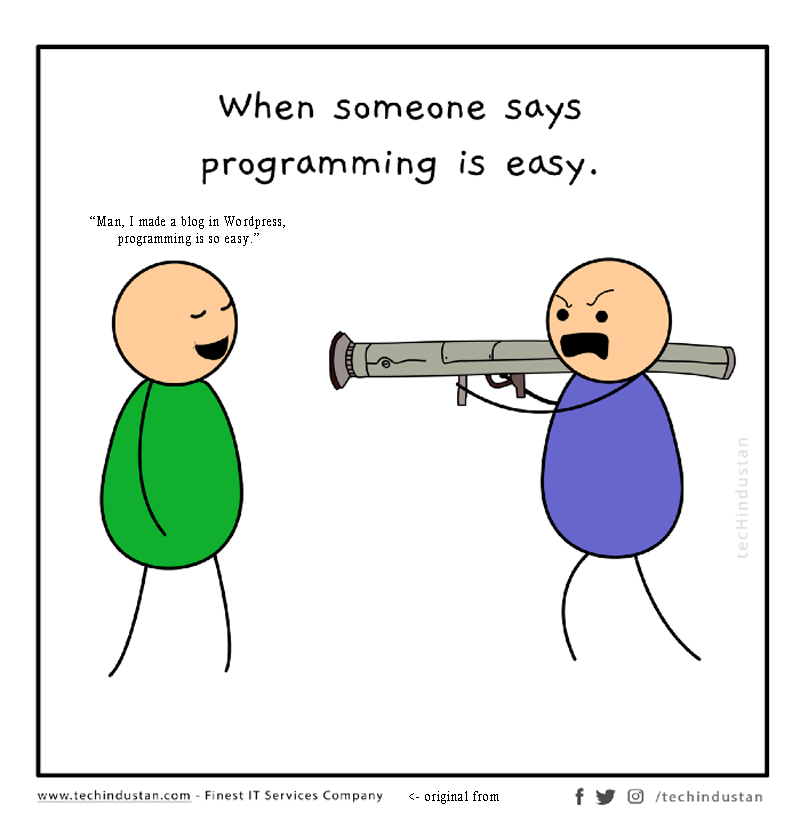 When someone says
programming is easy.
“Man, I made a blog in Wordpress,
programming is so easy.”
tecHindustan
www.techindustan.com - Finest IT Services Company <- original from /techindustan